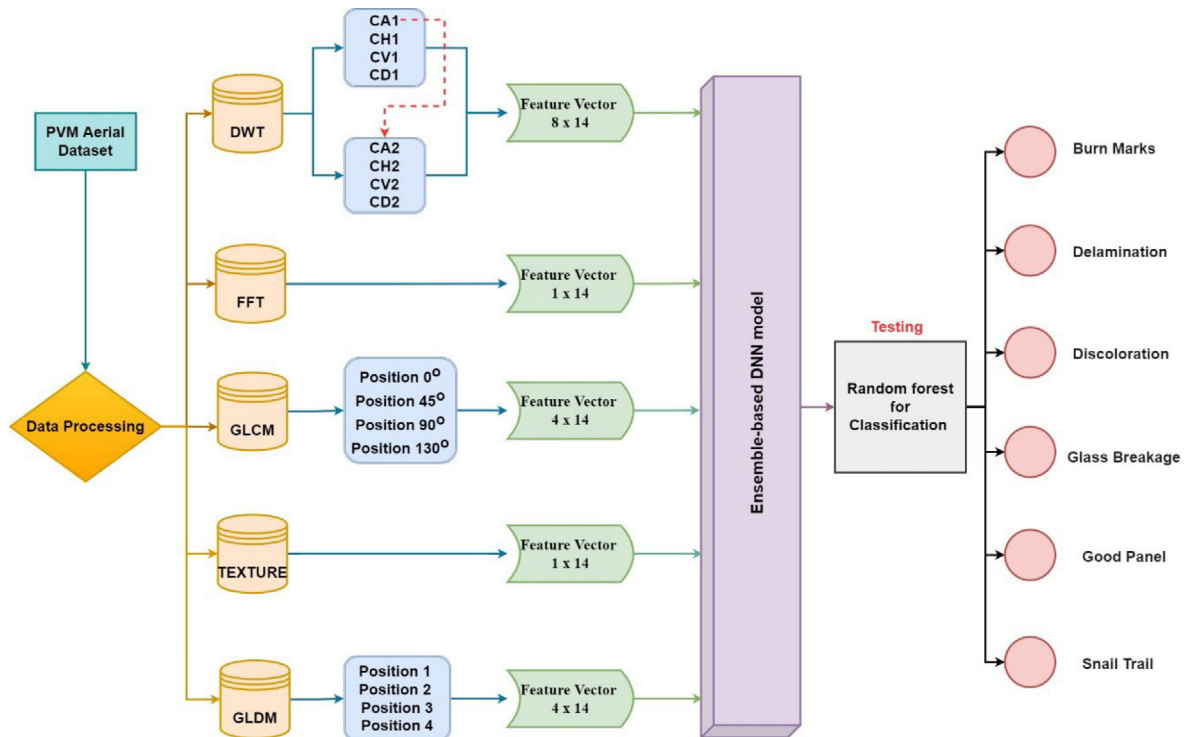 PVM Aerial
Dataset
Data Processing
DWT
CA1
CH1
CV1
CD1
CA2
CH2
CV2
CD2
Feature Vector
8 x 14
FFT
Feature Vector
1 x 14
GLCM
Position 0°
Position 45°
Position 90°
Position 130°
Feature Vector
4 x 14
TEXTURE
Feature Vector
1 x 14
GLDM
Position 1
Position 2
Position 3
Position 4
Feature Vector
4 x 14
Ensemble-based DNN model
Testing
Random forest
for
Classification
Burn Marks
Delamination
Discoloration
Glass Breakage
Good Panel
Snail Trail